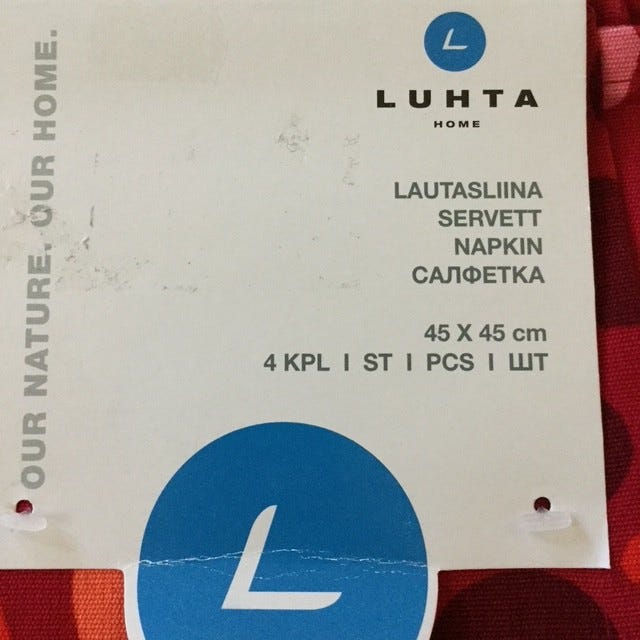 L
LUHTA
HOME
OUR NATURE. OUR HOME.
LAUTASLIINA
SERVETT
NAPKIN
САЛФЕТКА
45 X 45 cm
4 KPL I ST I PCS I ШТ
L